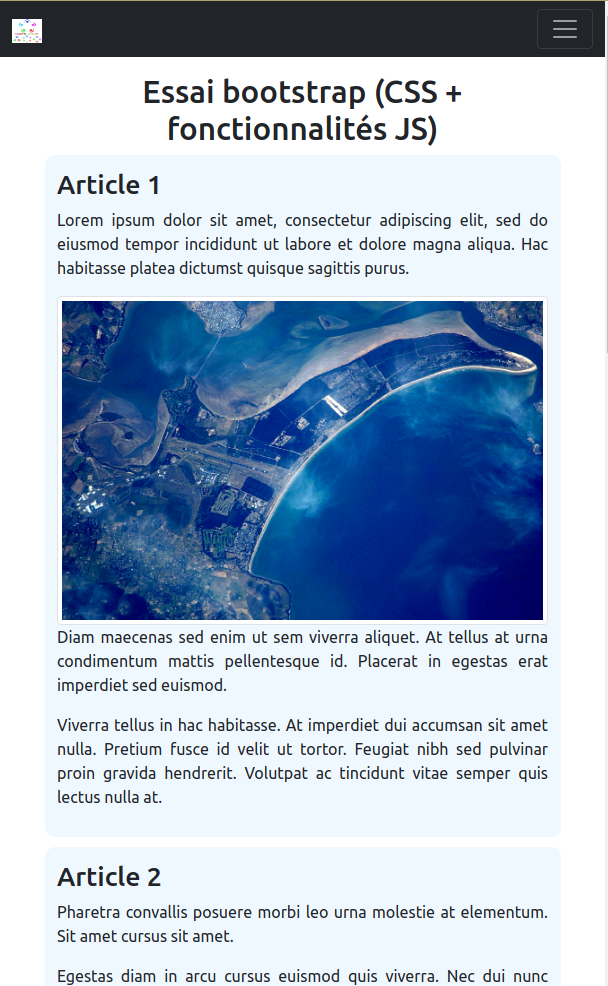 Essai bootstrap (CSS +
fonctionnalités JS)
Article 1
Lorem ipsum dolor sit amet, consectetur adipiscing elit, sed do
eiusmod tempor incididunt ut labore et dolore magna aliqua. Hac
habitasse platea dictumst quisque sagittis purus.
Diam maecenas sed enim ut sem viverra aliquet. At tellus at urna
condimentum mattis pellentesque id. Placerat in egestas erat
imperdiet sed euismod.
Viverra tellus in hac habitasse. At imperdiet dui accumsan sit amet
nulla. Pretium fusce id velit ut tortor. Feugiat nibh sed pulvinar
proin gravida hendrerit. Volutpat ac tincidunt vitae semper quis
lectus nulla at.
Article 2
Pharetra convallis posuere morbi leo urna molestie at elementum.
Sit amet cursus sit amet.
Egestas diam in arcu cursus euismod quis viverra. Nec dui nunc